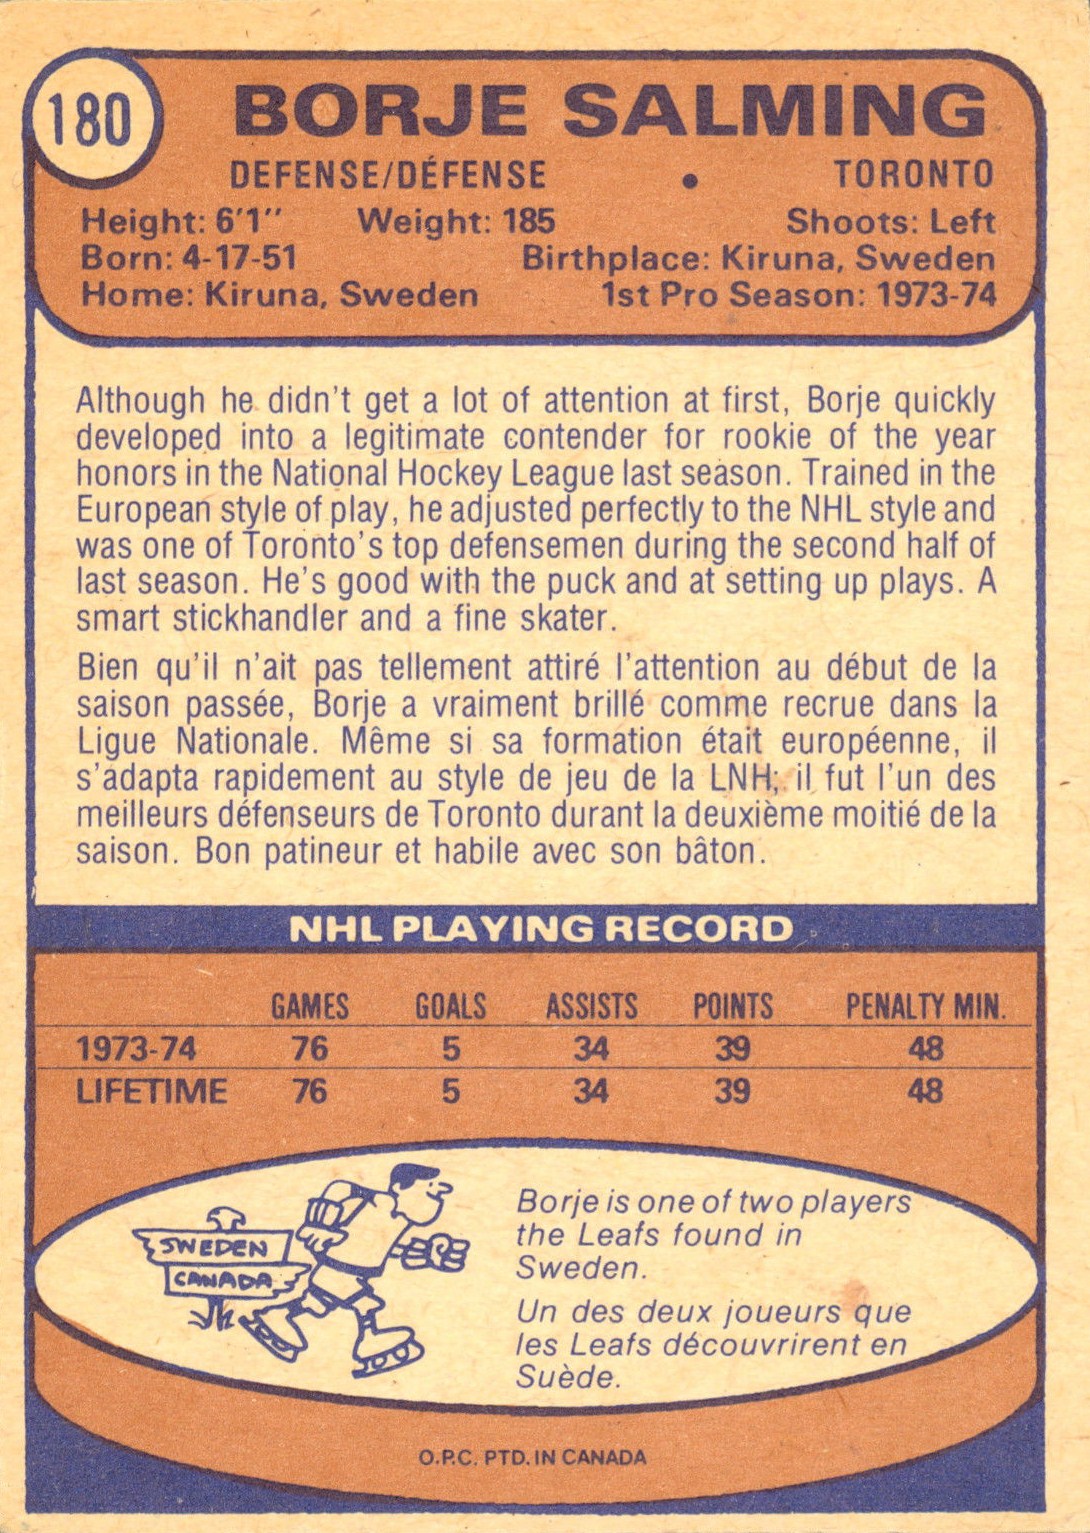 180
BORJE SALMING
DEFENSE/DÉFENSE • TORONTO
Height: 6'1" Weight: 185 Shoots: Left
Born: 4-17-51 Birthplace: Kiruna, Sweden
Home: Kiruna, Sweden 1st Pro Season: 1973-74
Although he didn't get a lot of attention at first, Borje quickly
developed into a legitimate contender for rookie of the year
honors in the National Hockey League last season. Trained in the
European style of play, he adjusted perfectly to the NHL style and
was one of Toronto's top defensemen during the second half of
last season. He's good with the puck and at setting up plays. A
smart stickhandler and a fine skater.
Bien qu'il n'ait pas tellement attiré l'attention au début de la
saison passée, Borje a vraiment brillé comme recrue dans la
Ligue Nationale. Même si sa formation était européenne, il
s'adapta rapidement au style de jeu de la LNH; il fut l'un des
meilleurs défenseurs de Toronto durant la deuxième moitié de la
saison. Bon patineur et habile avec son bâton.
NHL PLAYING RECORD
GAMES GOALS ASSISTS POINTS PENALTY MIN.
1973-74 76 5 34 39 48
LIFETIME 76 5 34 39 48
SWEDEN
CANADA
Borje is one of two players
the Leafs found in
Sweden.
Un des deux joueurs que
les Leafs découvrirent en
Suède.
O.P.C. PTD. IN CANADA